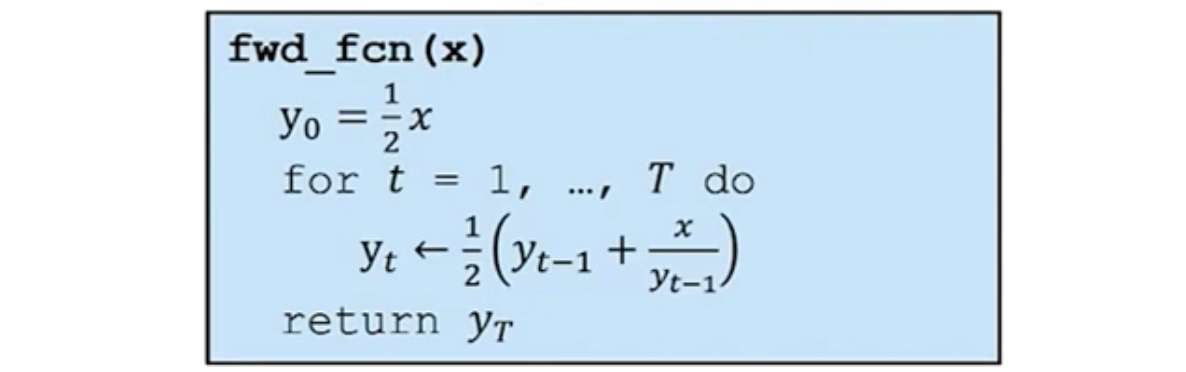 fwd_fcn(x)
y₀ = ½x
for t = 1, …, T do
yₜ ← ½(yₜ₋₁ + x/yₜ₋₁)
return y_T